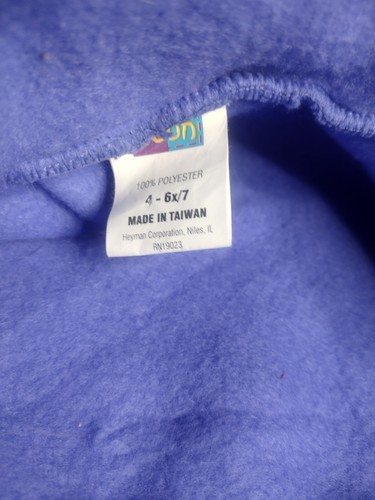 100% POLYESTER
4 - 6x/7
MADE IN TAIWAN
Heyman Corporation, Niles, IL
RN19023